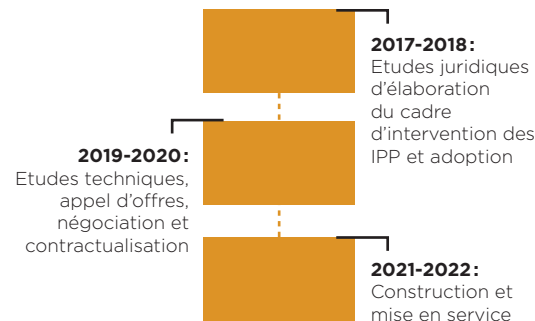 2017-2018:
Etudes juridiques
d'élaboration
du cadre
d'intervention des
IPP et adoption
2019-2020:
Etudes techniques,
appel d'offres,
négociation et
contractualisation
2021-2022:
Construction et
mise en service